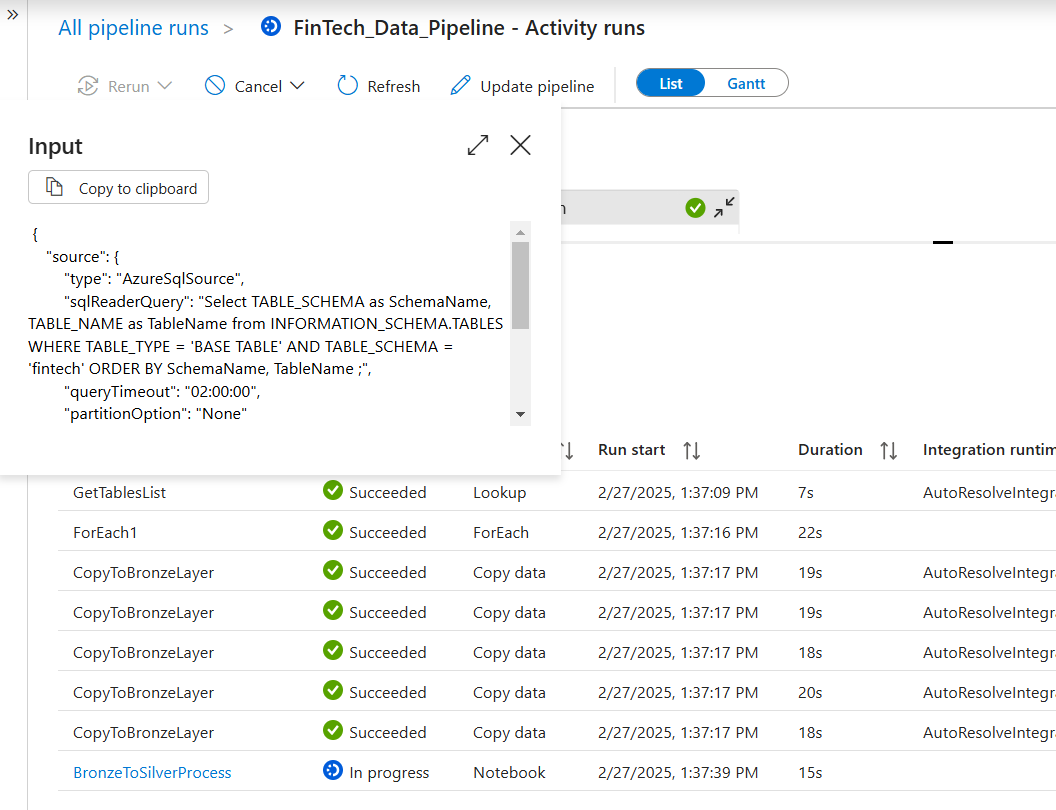 All pipeline runs > FinTech_Data_Pipeline - Activity runs
Rerun Cancel Refresh Update pipeline List Gantt
Input
Copy to clipboard
{
"source": {
"type": "AzureSqlSource",
"sqlReaderQuery": "Select TABLE_SCHEMA as SchemaName,
TABLE_NAME as TableName from INFORMATION_SCHEMA.TABLES
WHERE TABLE_TYPE = 'BASE TABLE' AND TABLE_SCHEMA =
'fintech' ORDER BY SchemaName, TableName ;",
"queryTimeout": "02:00:00",
"partitionOption": "None"
Run start Duration Integration runtim
GetTablesList Succeeded Lookup 2/27/2025, 1:37:09 PM 7s AutoResolveIntegra
ForEach1 Succeeded ForEach 2/27/2025, 1:37:16 PM 22s
CopyToBronzeLayer Succeeded Copy data 2/27/2025, 1:37:17 PM 19s AutoResolveIntegra
CopyToBronzeLayer Succeeded Copy data 2/27/2025, 1:37:17 PM 19s AutoResolveIntegra
CopyToBronzeLayer Succeeded Copy data 2/27/2025, 1:37:17 PM 18s AutoResolveIntegra
CopyToBronzeLayer Succeeded Copy data 2/27/2025, 1:37:17 PM 20s AutoResolveIntegra
CopyToBronzeLayer Succeeded Copy data 2/27/2025, 1:37:17 PM 18s AutoResolveIntegra
BronzeToSilverProcess In progress Notebook 2/27/2025, 1:37:39 PM 15s